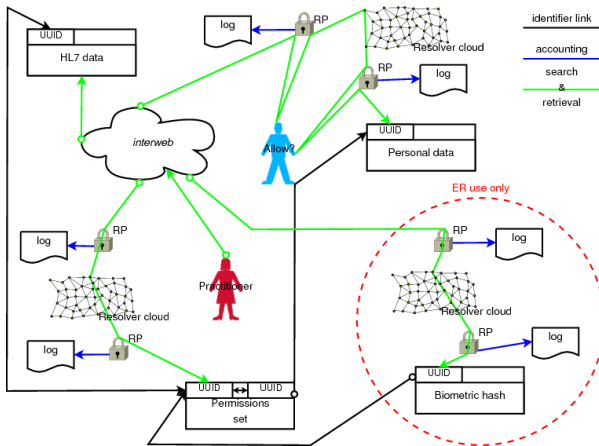 UUID
HL7 data
log
RP
Resolver cloud
RP
log
identifier link
accounting
search
&
retrieval
interweb
Allow?
UUID
Personal data
ER use only
log
RP
Resolver cloud
RP
log
Practitioner
RP
log
Resolver cloud
RP
log
UUID
UUID
Permissions
set
UUID
Biometric hash